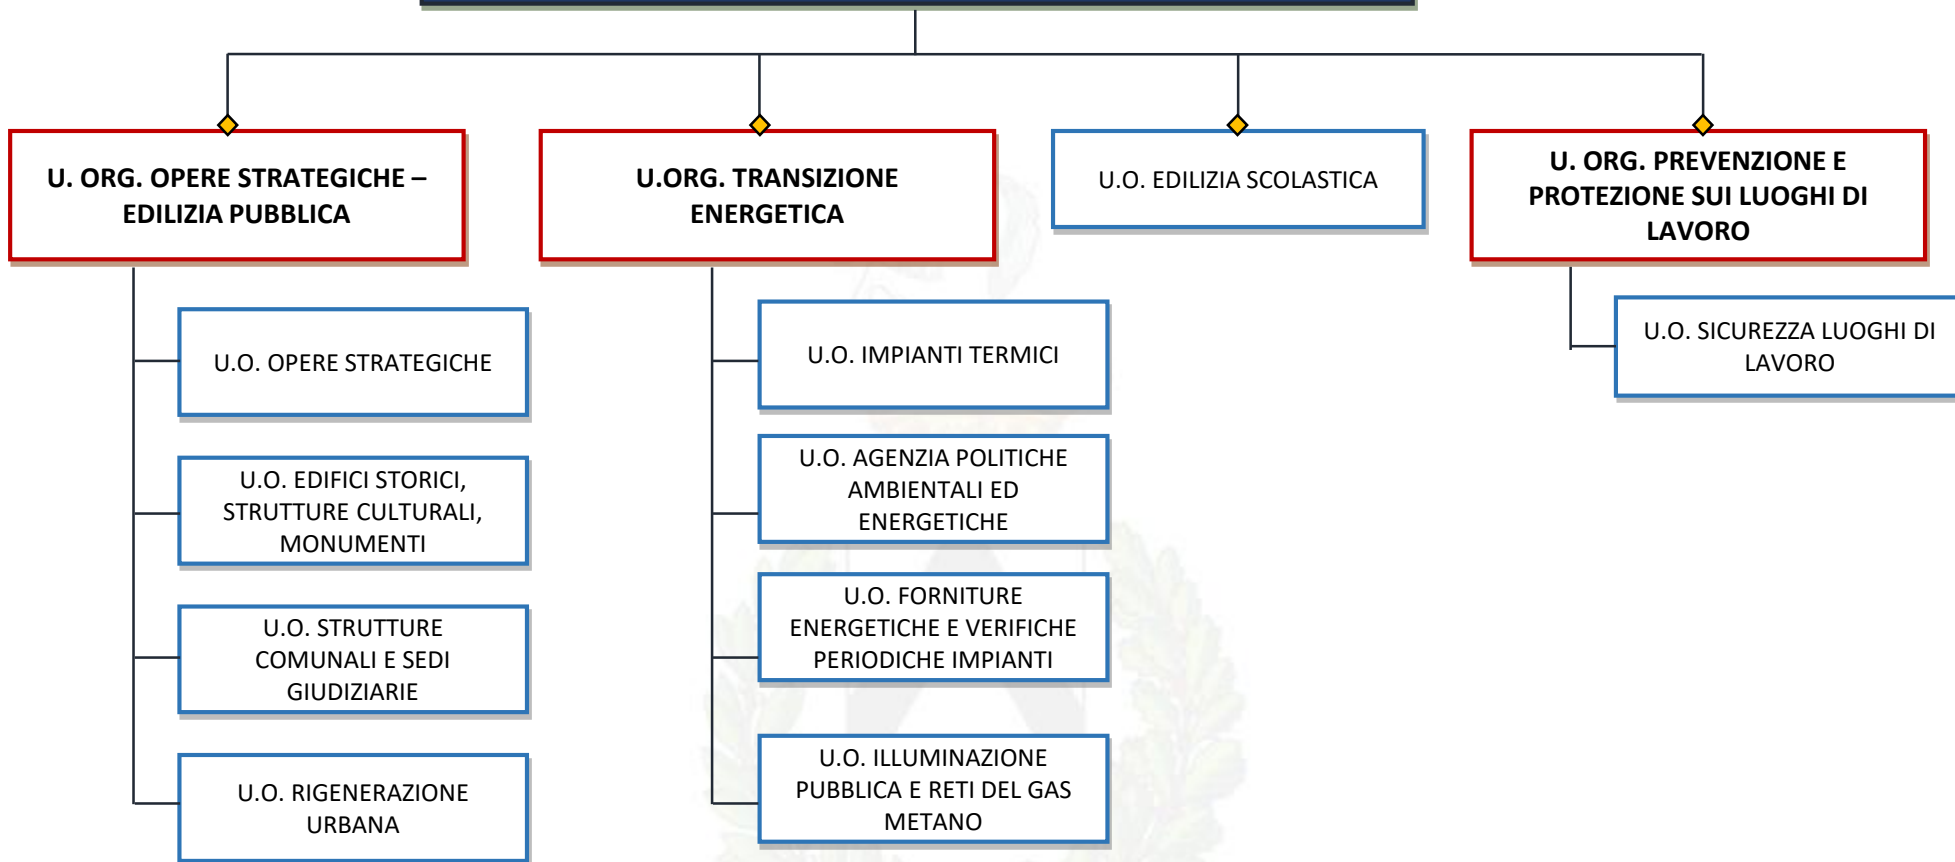 U. ORG. OPERE STRATEGICHE –
EDILIZIA PUBBLICA
U.ORG. TRANSIZIONE
ENERGETICA
U.O. EDILIZIA SCOLASTICA
U. ORG. PREVENZIONE E
PROTEZIONE SUI LUOGHI DI
LAVORO
U.O. OPERE STRATEGICHE
U.O. EDIFICI STORICI,
STRUTTURE CULTURALI,
MONUMENTI
U.O. STRUTTURE
COMUNALI E SEDI
GIUDIZIARIE
U.O. RIGENERAZIONE
URBANA
U.O. IMPIANTI TERMICI
U.O. AGENZIA POLITICHE
AMBIENTALI ED
ENERGETICHE
U.O. FORNITURE
ENERGETICHE E VERIFICHE
PERIODICHE IMPIANTI
U.O. ILLUMINAZIONE
PUBBLICA E RETI DEL GAS
METANO
U.O. SICUREZZA LUOGHI DI
LAVORO